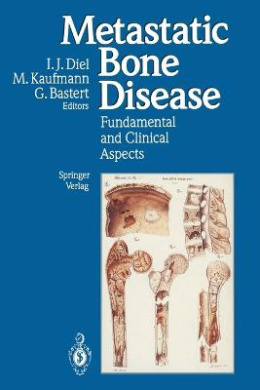 I. J. Diel
M. Kaufmann
G. Bastert
Editors
Metastatic
Bone
Disease
Fundamental
and Clinical
Aspects
Springer
Verlag